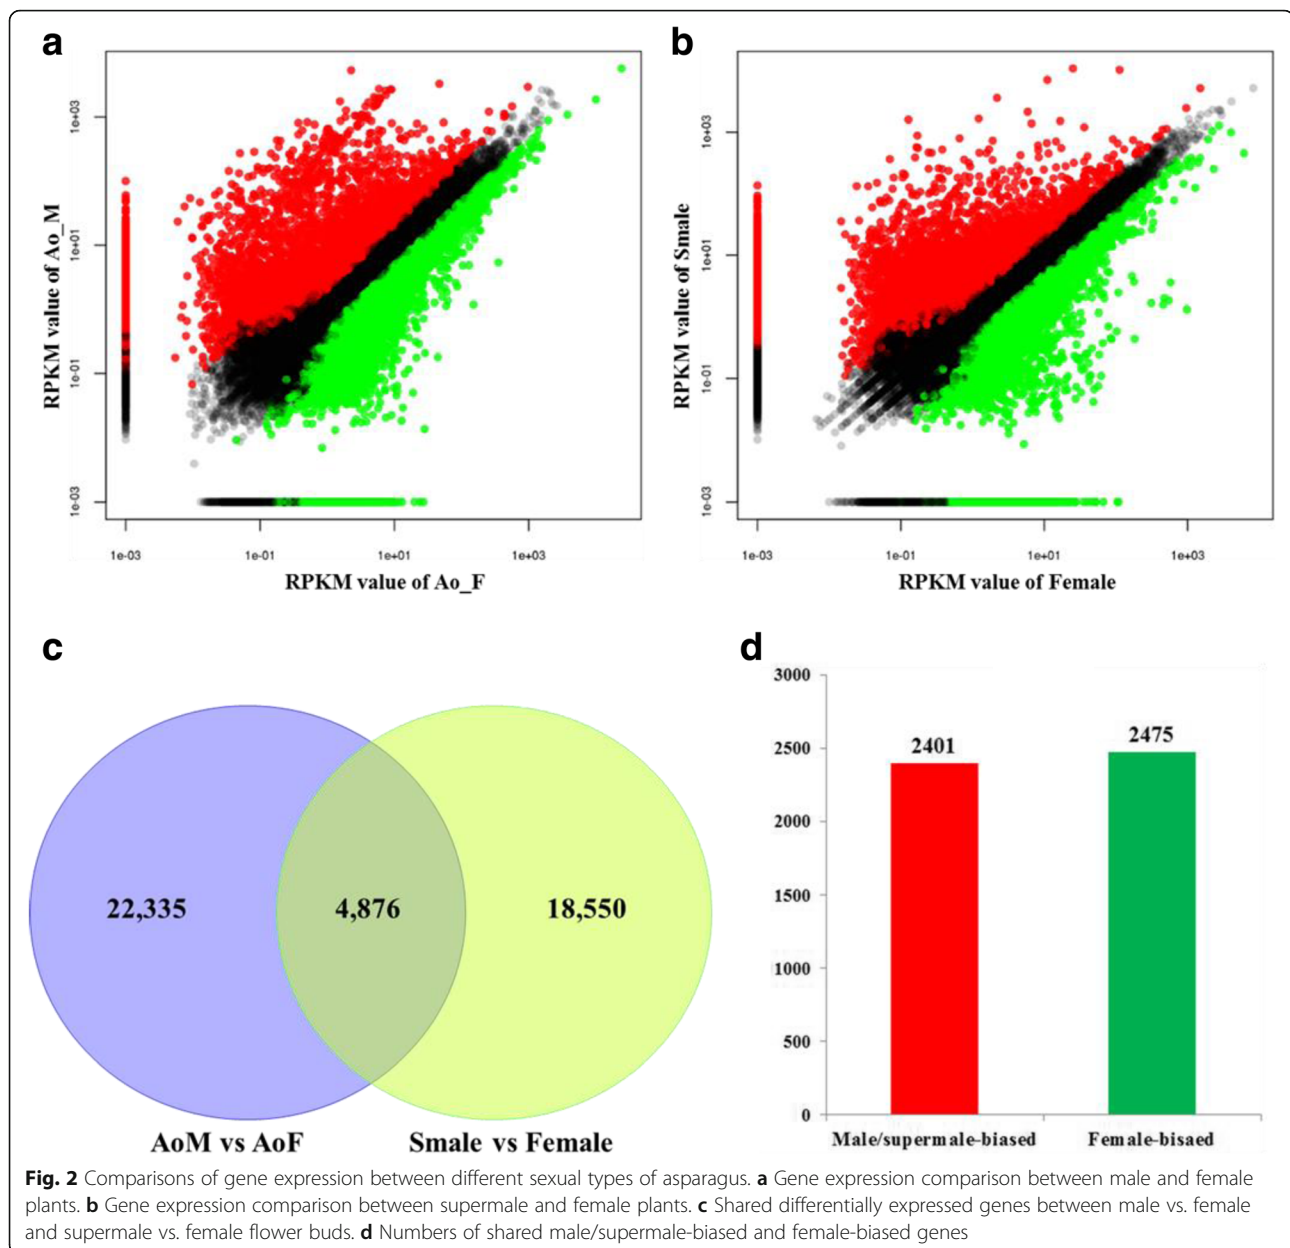 a
1e+03
1e+01
1e-01
1e-03
RPKM value of Ao_M
1e-03
1e-01
1e+01
1e+03
RPKM value of Ao_F
b
1e+03
1e+01
1e-01
1e-03
RPKM value of Smale
1e-03
1e-01
1e+01
1e+03
RPKM value of Female
c
22,335
4,876
18,550
AoM vs AoF
Smale vs Female
d
3000
2500
2000
1500
1000
500
0
2401
2475
Male/supermale-biased
Female-bisaed
Fig. 2 Comparisons of gene expression between different sexual types of asparagus. a Gene expression comparison between male and female
plants. b Gene expression comparison between supermale and female plants. c Shared differentially expressed genes between male vs. female
and supermale vs. female flower buds. d Numbers of shared male/supermale-biased and female-biased genes